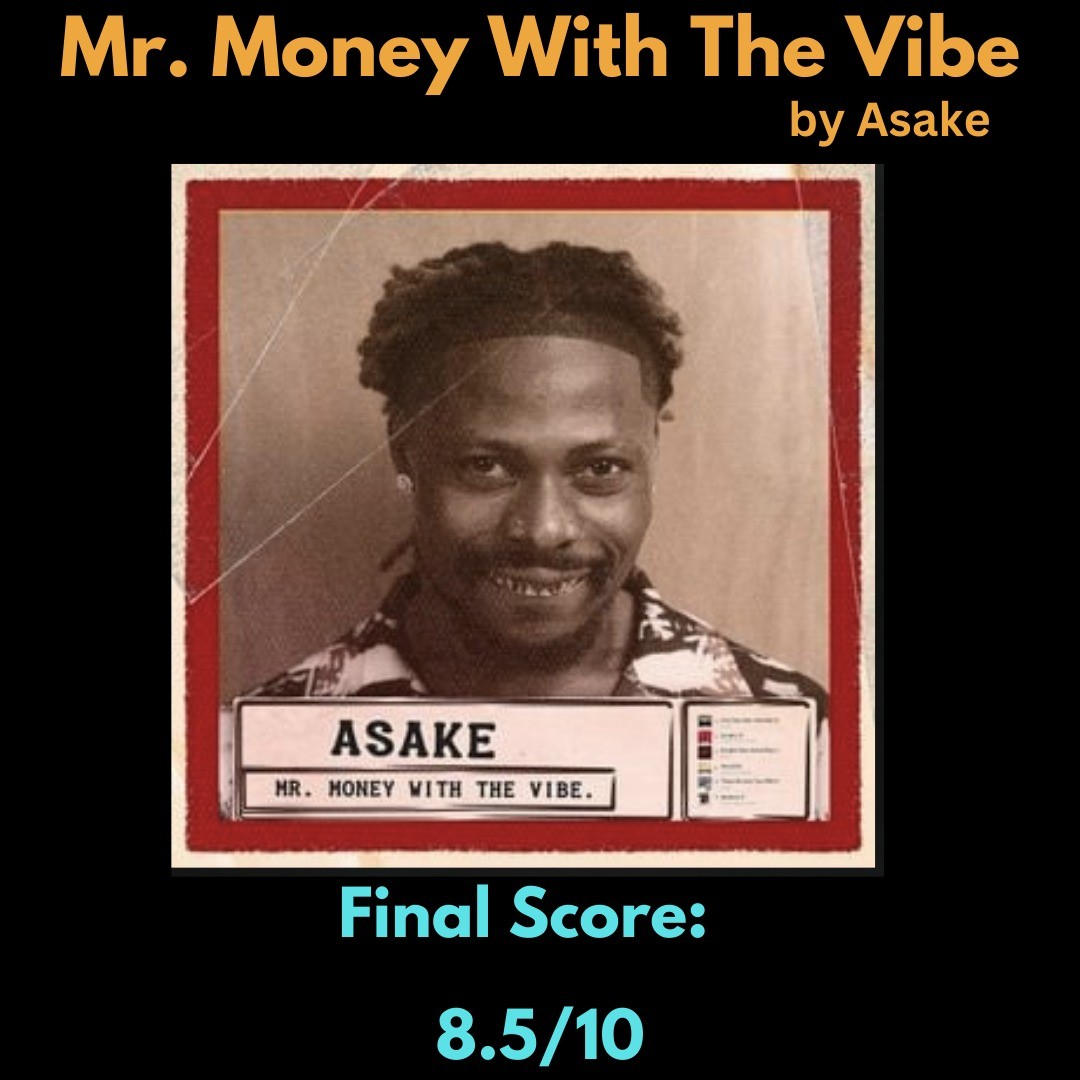 Mr. Money With The Vibe
by Asake
ASAKE
MR. MONEY WITH THE VIBE.
Final Score:
8.5/10